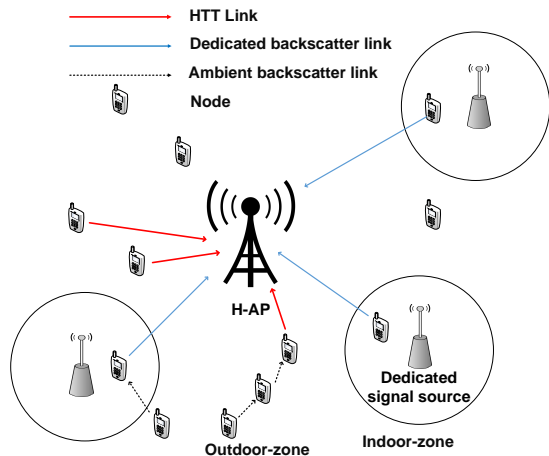 HTT Link
Dedicated backscatter link
Ambient backscatter link
Node
H-AP
Dedicated
signal source
Outdoor-zone
Indoor-zone